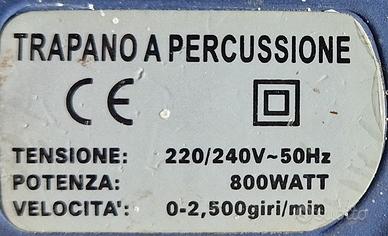 TRAPANO A PERCUSSIONE
CE
TENSIONE: 220/240V~50Hz
POTENZA: 800WATT
VELOCITA': 0-2,500giri/min